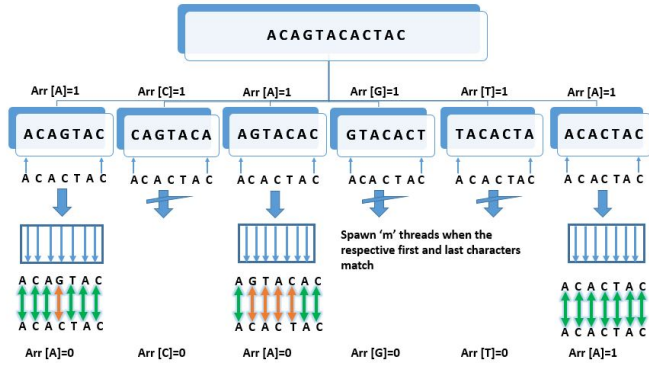 ACAGTACACTAC
Arr [A]=1 Arr [C]=1 Arr [A]=1 Arr [G]=1 Arr [T]=1 Arr [A]=1
ACAGTAC CAGTACA AGTACAC GTACACT TACACTA ACACTAC
ACACTAC ACACTAC ACACTAC ACACTAC ACACTAC ACACTAC
Spawn ‘m’ threads when the
respective first and last characters
match
ACAGTAC AGTACAC ACACTAC
ACACTAC ACACTAC ACACTAC
Arr [A]=0 Arr [C]=0 Arr [A]=0 Arr [G]=0 Arr [T]=0 Arr [A]=1